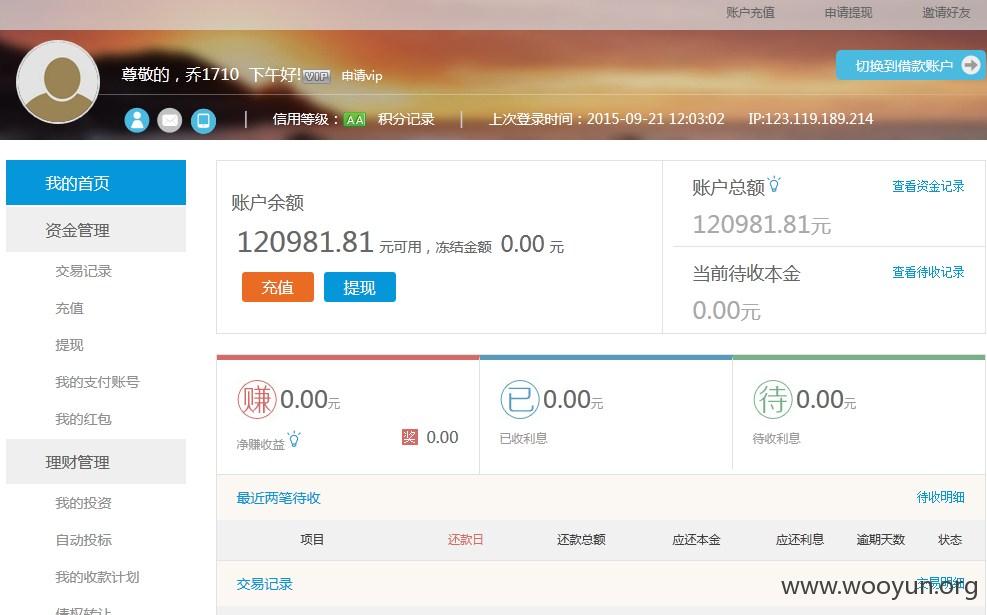 账户充值 申请提现 邀请好友
尊敬的，乔1710 下午好! VIP 申请vip
切换到借款账户
信用等级：AA 积分记录 上次登录时间：2015-09-21 12:03:02 IP:123.119.189.214
我的首页
资金管理
交易记录
充值
提现
我的支付账号
我的红包
理财管理
我的投资
自动投标
我的收款计划
债权转让
账户余额
120981.81 元可用，冻结金额 0.00 元
充值 提现
账户总额 查看资金记录
120981.81元
当前待收本金 查看待收记录
0.00元
赚 0.00元
净赚收益 奖 0.00
已 0.00元
已收利息
待 0.00元
待收利息
最近两笔待收 待收明细
项目 还款日 还款总额 应还本金 应还利息 逾期天数 状态
交易记录 交易明细
www.wooyun.org